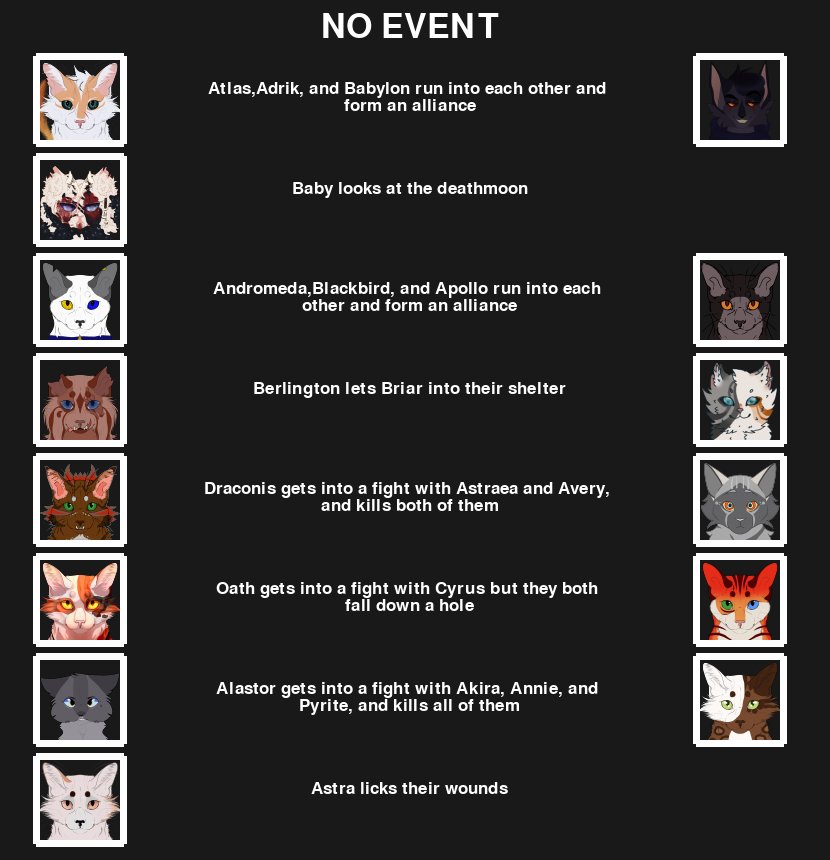 NO EVENT
Atlas,Adrik, and Babylon run into each other and
form an alliance
Baby looks at the deathmoon
Andromeda,Blackbird, and Apollo run into each
other and form an alliance
Berlington lets Briar into their shelter
Draconis gets into a fight with Astraea and Avery,
and kills both of them
Oath gets into a fight with Cyrus but they both
fall down a hole
Alastor gets into a fight with Akira, Annie, and
Pyrite, and kills all of them
Astra licks their wounds